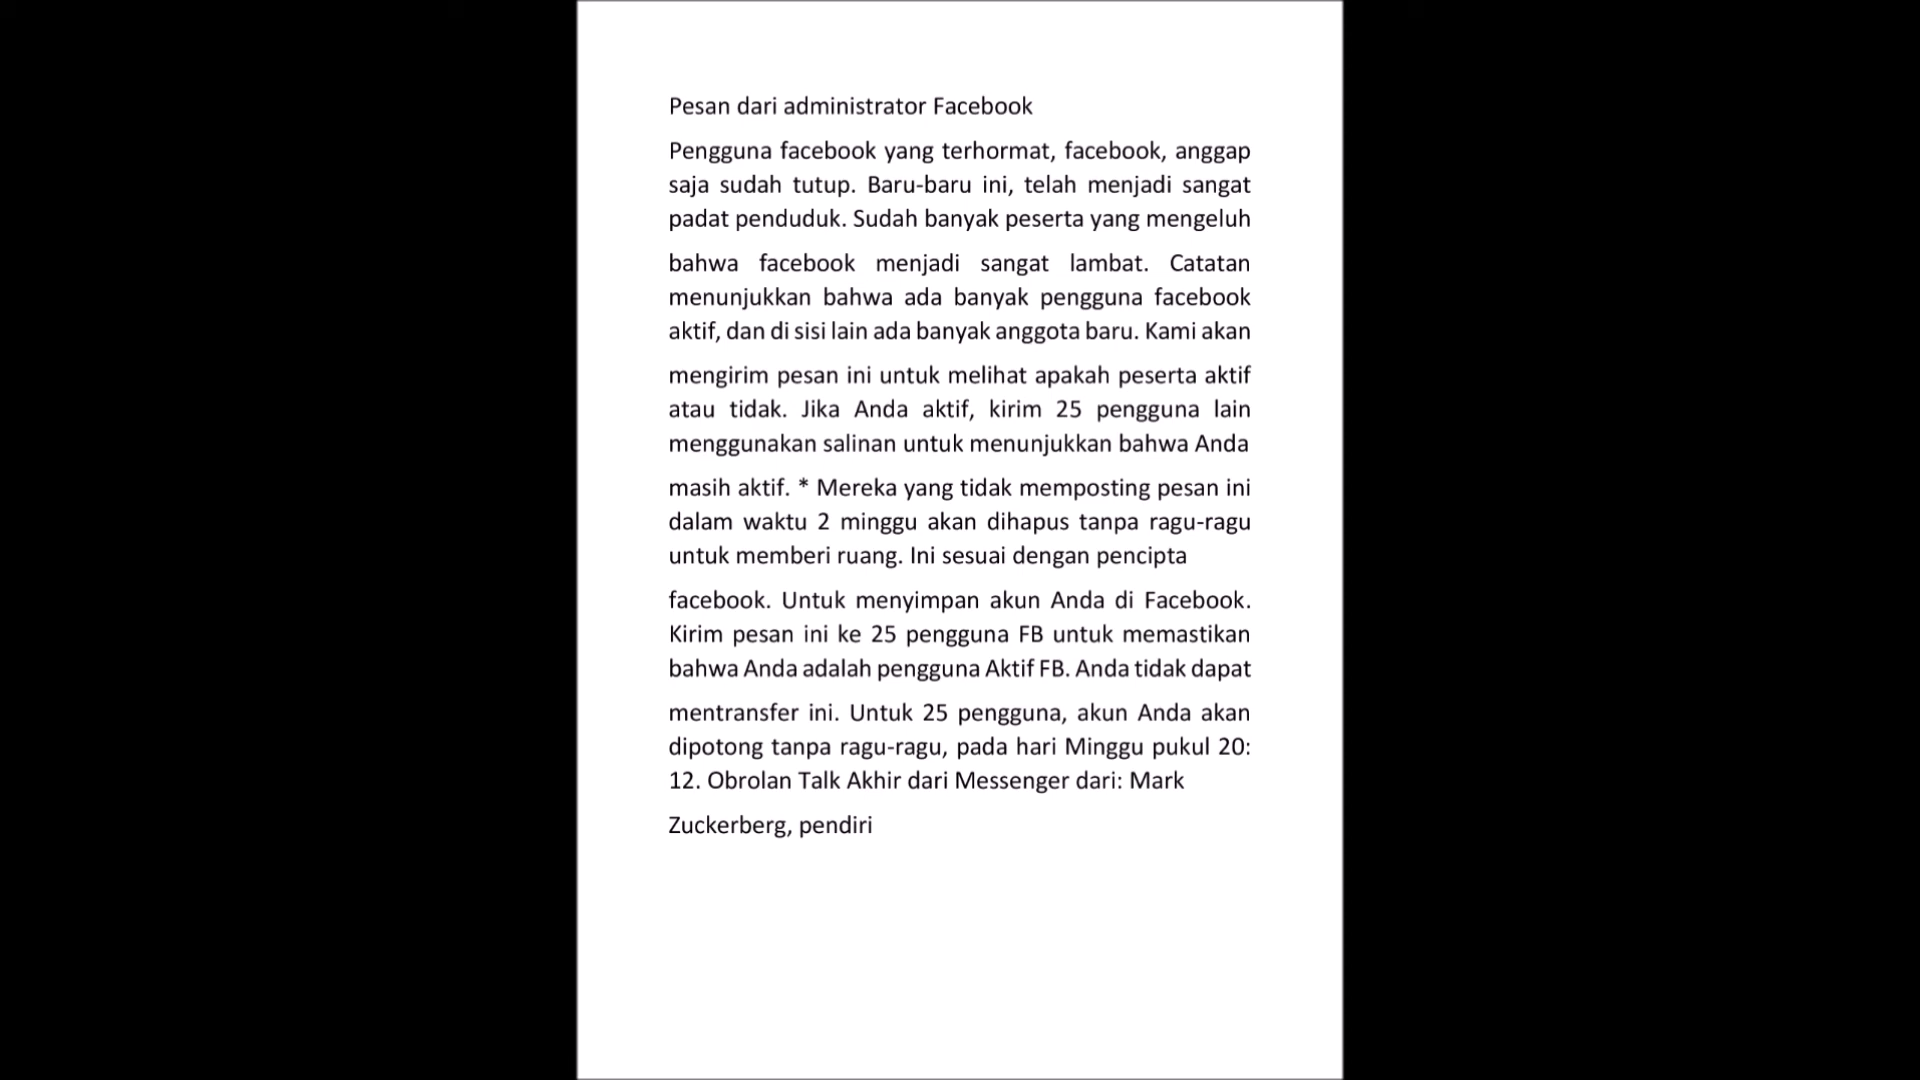 Pesan dari administrator Facebook
Pengguna facebook yang terhormat, facebook, anggap
saja sudah tutup. Baru-baru ini, telah menjadi sangat
padat penduduk. Sudah banyak peserta yang mengeluh
bahwa facebook menjadi sangat lambat. Catatan
menunjukkan bahwa ada banyak pengguna facebook
aktif, dan di sisi lain ada banyak anggota baru. Kami akan
mengirim pesan ini untuk melihat apakah peserta aktif
atau tidak. Jika Anda aktif, kirim 25 pengguna lain
menggunakan salinan untuk menunjukkan bahwa Anda
masih aktif. * Mereka yang tidak memposting pesan ini
dalam waktu 2 minggu akan dihapus tanpa ragu-ragu
untuk memberi ruang. Ini sesuai dengan pencipta
facebook. Untuk menyimpan akun Anda di Facebook.
Kirim pesan ini ke 25 pengguna FB untuk memastikan
bahwa Anda adalah pengguna Aktif FB. Anda tidak dapat
mentransfer ini. Untuk 25 pengguna, akun Anda akan
dipotong tanpa ragu-ragu, pada hari Minggu pukul 20:
12. Obrolan Talk Akhir dari Messenger dari: Mark
Zuckerberg, pendiri